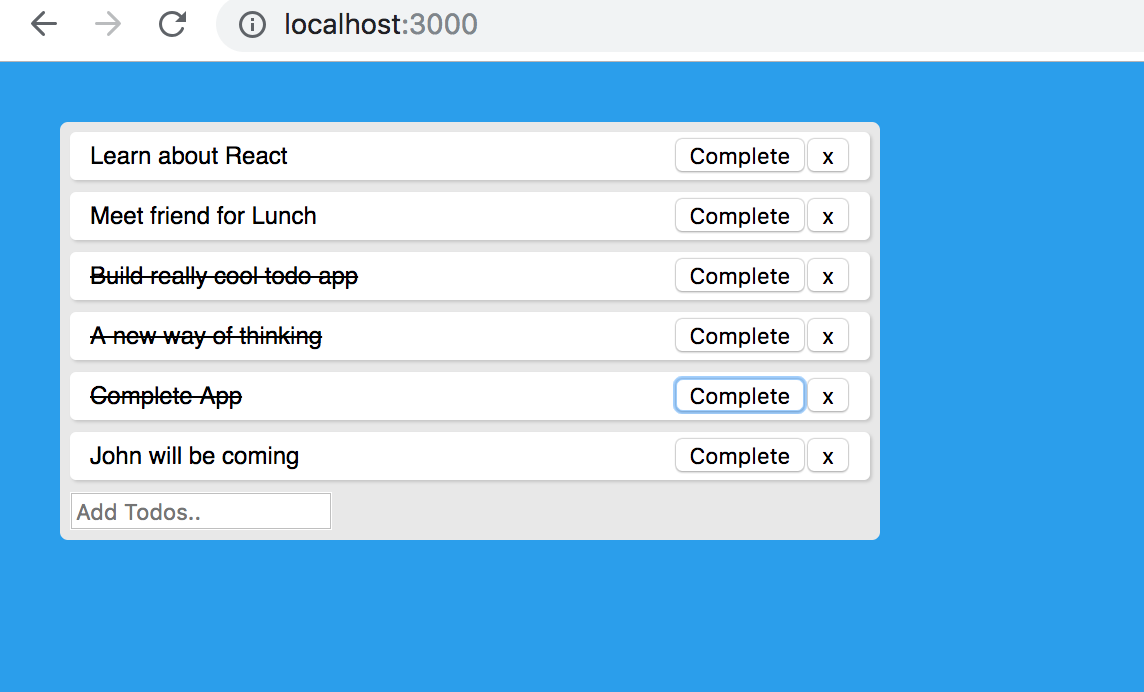 localhost:3000
Learn about React Complete x
Meet friend for Lunch Complete x
Build really cool todo app Complete x
A new way of thinking Complete x
Complete App Complete x
John will be coming Complete x
Add Todos..